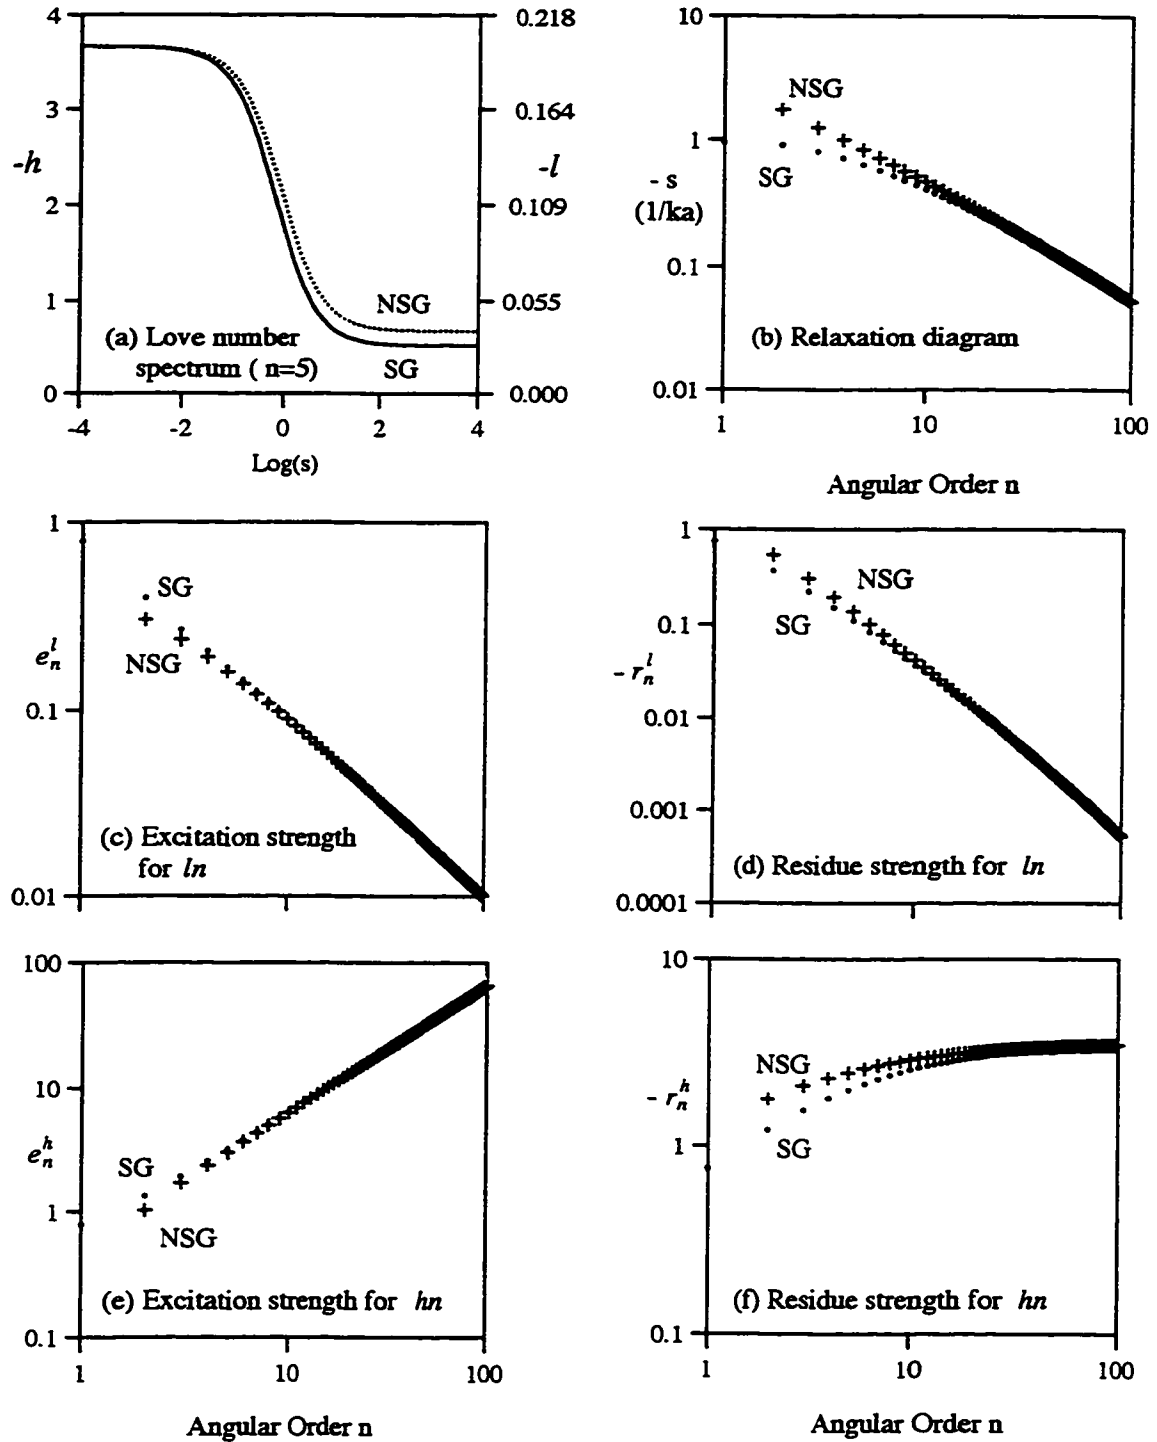 4
3
-h
2
1
0
0.218
0.164
-l
0.109
0.055
0.000
NSG
(a) Love number
spectrum ( n=5)
SG
-4
-2
0
2
4
Log(s)
10
1
- s
(1/ka)
0.1
0.01
NSG
SG
(b) Relaxation diagram
1
10
100
Angular Order n
1
e_n^l
0.1
0.01
SG
NSG
(c) Excitation strength
for ln
1
0.1
- r_n^l
0.01
0.001
0.0001
NSG
SG
(d) Residue strength for ln
100
10
e_n^h
1
0.1
SG
NSG
(e) Excitation strength for hn
1
10
100
Angular Order n
10
- r_n^h
1
0.1
NSG
SG
(f) Residue strength for hn
1
10
100
Angular Order n